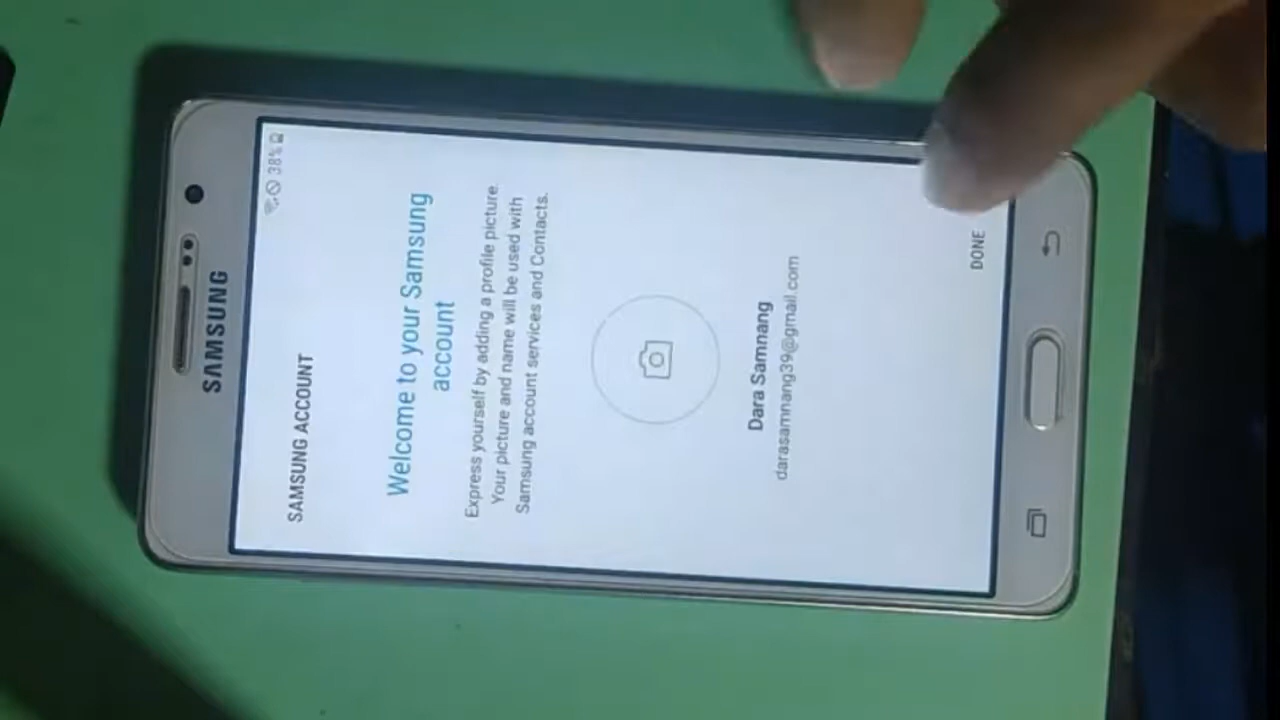 38%
SAMSUNG
SAMSUNG ACCOUNT
Welcome to your Samsung
account
Express yourself by adding a profile picture.
Your picture and name will be used with
Samsung account services and Contacts.
Dara Samnang
darasamnang39@gmail.com
DONE